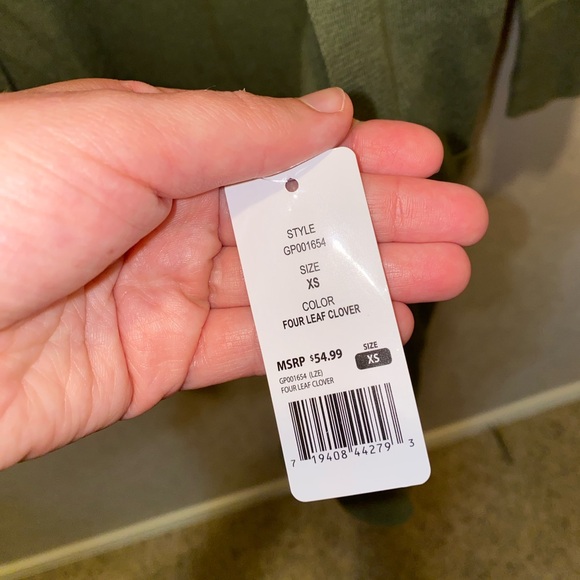 STYLE
GP001654
SIZE
XS
COLOR
FOUR LEAF CLOVER
MSRP $54.99
SIZE
XS
GP001654 (LZE)
FOUR LEAF CLOVER
7 19408 44279 3